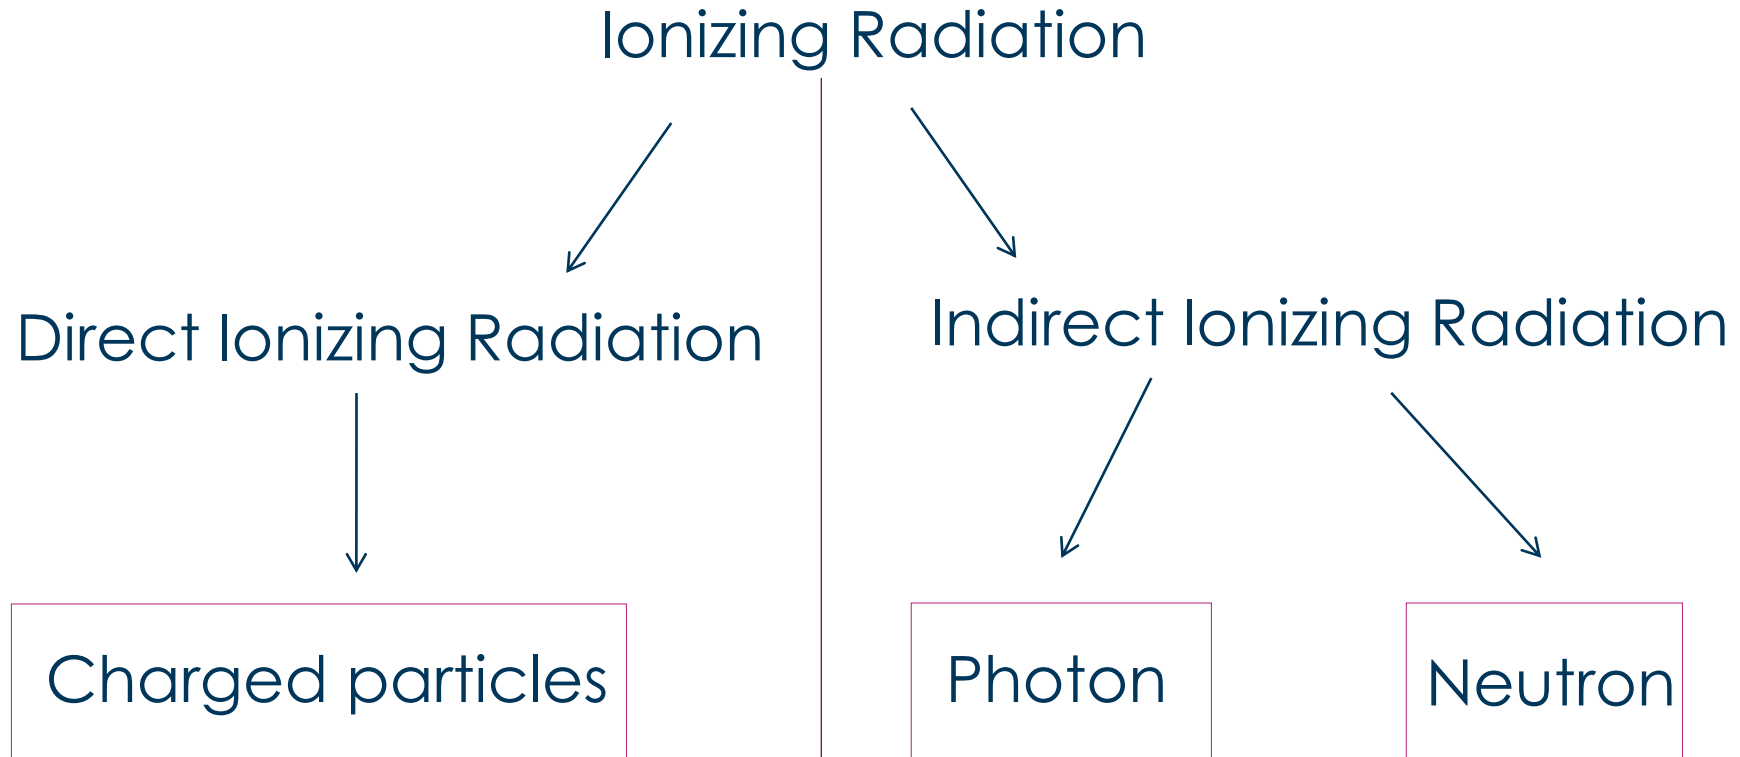 Ionizing Radiation
Direct Ionizing Radiation
Indirect Ionizing Radiation
Charged particles
Photon
Neutron